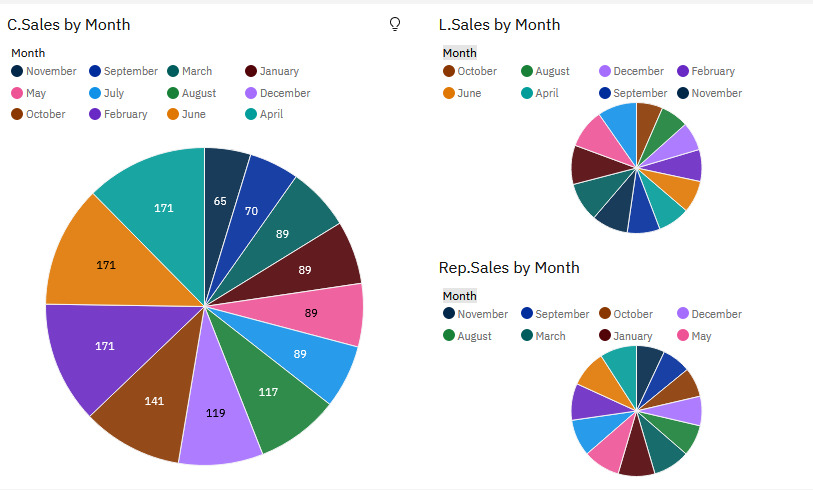 C.Sales by Month
Month
November September March January
May July August December
October February June April
65
70
89
89
89
89
117
119
141
171
171
171
L.Sales by Month
Month
October August December February
June April September November
Rep.Sales by Month
Month
November September October December
August March January May